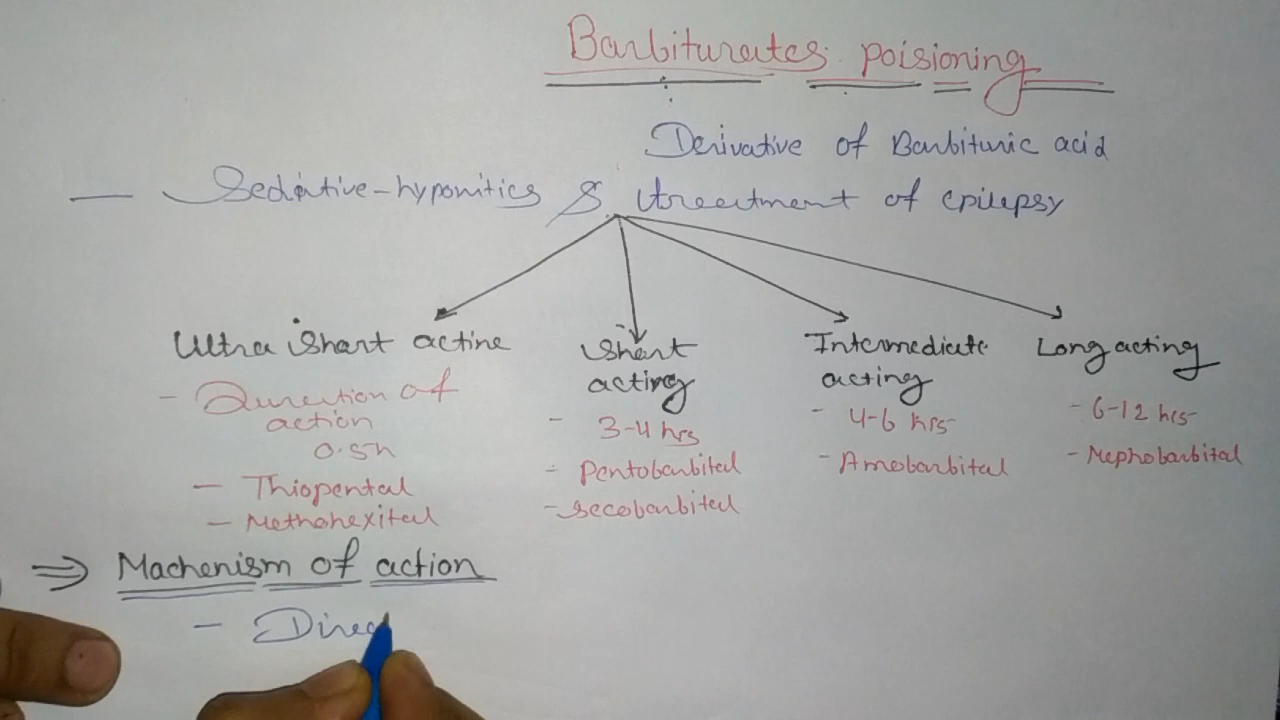 Barbiturates poisioning
Derivative of Barbituric acid
— Sedative-hyponitics & treatment of epilepsy
Ultra short actine
- Duration of
action
0.5h
- Thiopental
- Methohexital
Short
acting
- 3-4 hrs
- Pentobarbital
- secobarbital
Intermediate
acting
- 4-6 hrs
- Amobarbital
Long acting
- 6-12 hrs
- Mephobarbital
⇒ Machenism of action
- Direc